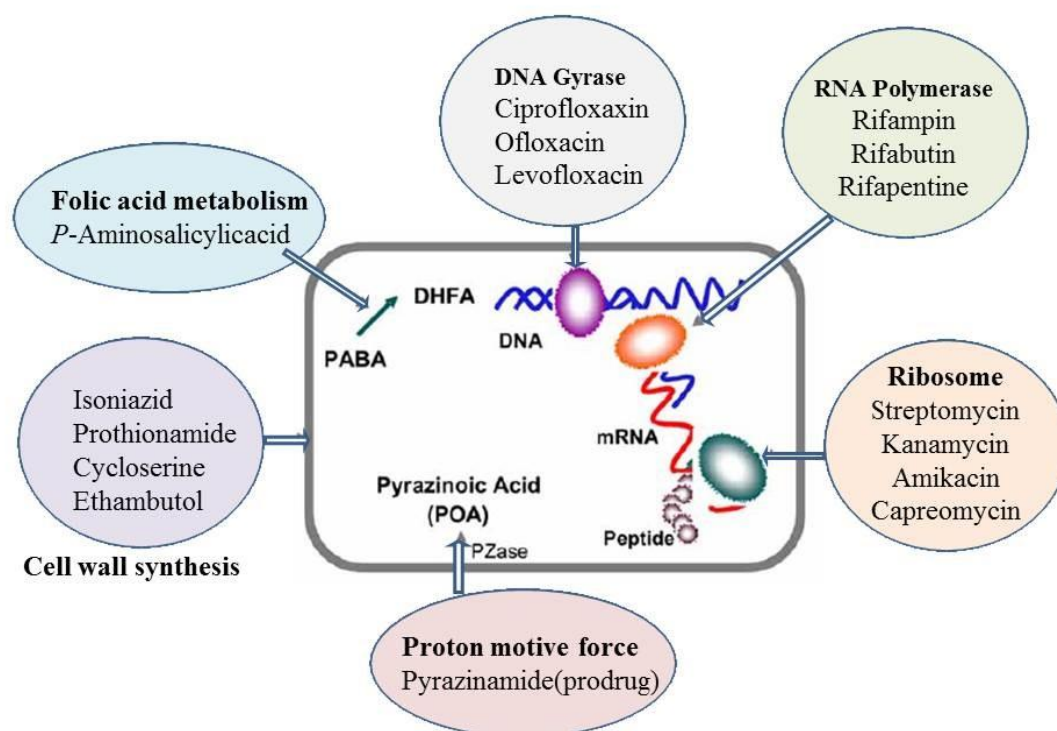 DNA Gyrase
Ciprofloxaxin
Ofloxacin
Levofloxacin
RNA Polymerase
Rifampin
Rifabutin
Rifapentine
Folic acid metabolism
P-Aminosalicylicacid
DHFA
PABA
DNA
Isoniazid
Prothionamide
Cycloserine
Ethambutol
Cell wall synthesis
mRNA
Ribosome
Streptomycin
Kanamycin
Amikacin
Capreomycin
Pyrazinoic Acid
(POA)
PZase
Peptide
Proton motive force
Pyrazinamide(prodrug)